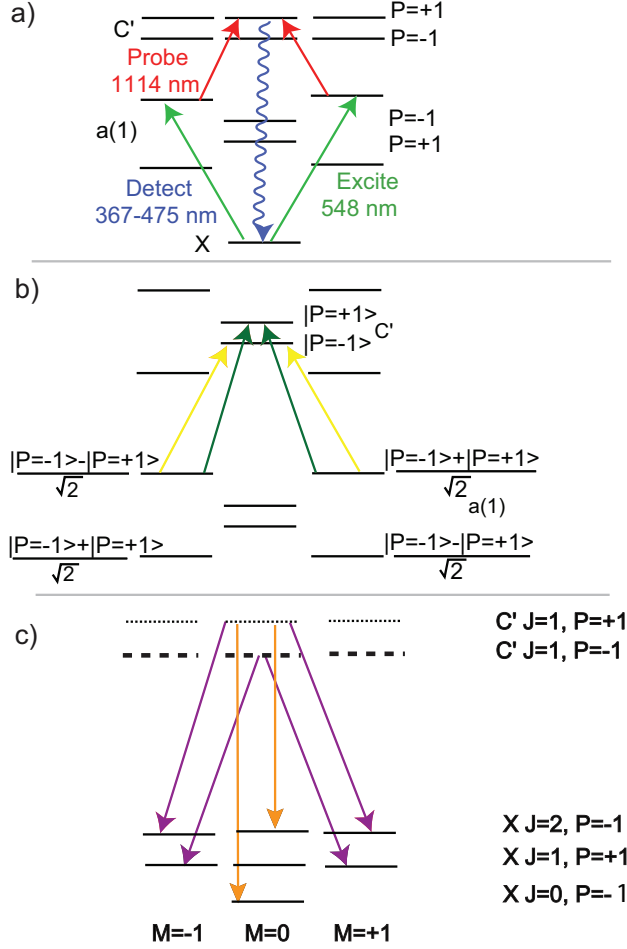 a)
P=+1
C'
P=-1
Probe
1114 nm
P=-1
a(1)
P=+1
Detect
367-475 nm
Excite
548 nm
X
b)
|P=+1>
C'
|P=-1>
|P=-1>-|P=+1>
√2
|P=-1>+|P=+1>
√2
a(1)
|P=-1>+|P=+1>
√2
|P=-1>-|P=+1>
√2
c)
C' J=1, P=+1
C' J=1, P=-1
X J=2, P=-1
X J=1, P=+1
X J=0, P=-1
M=-1 M=0 M=+1